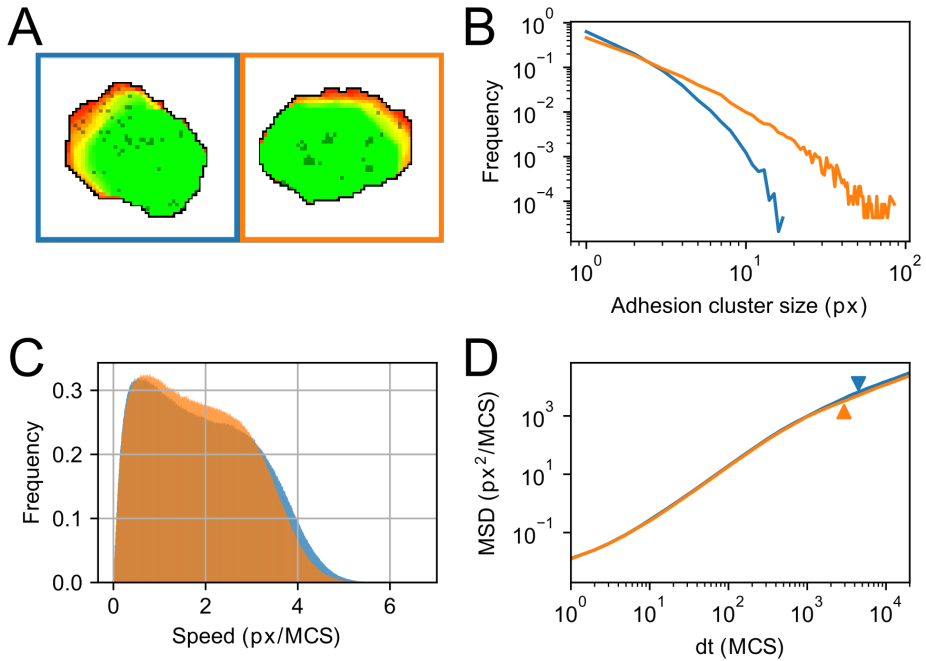 A
B
10^0
10^-1
10^-2
10^-3
10^-4
Frequency
10^0 10^1 10^2
Adhesion cluster size (px)
C
0.3
0.2
0.1
0.0
Frequency
0 2 4 6
Speed (px/MCS)
D
10^3
10^1
10^-1
MSD (px^2/MCS)
10^0 10^1 10^2 10^3 10^4
dt (MCS)